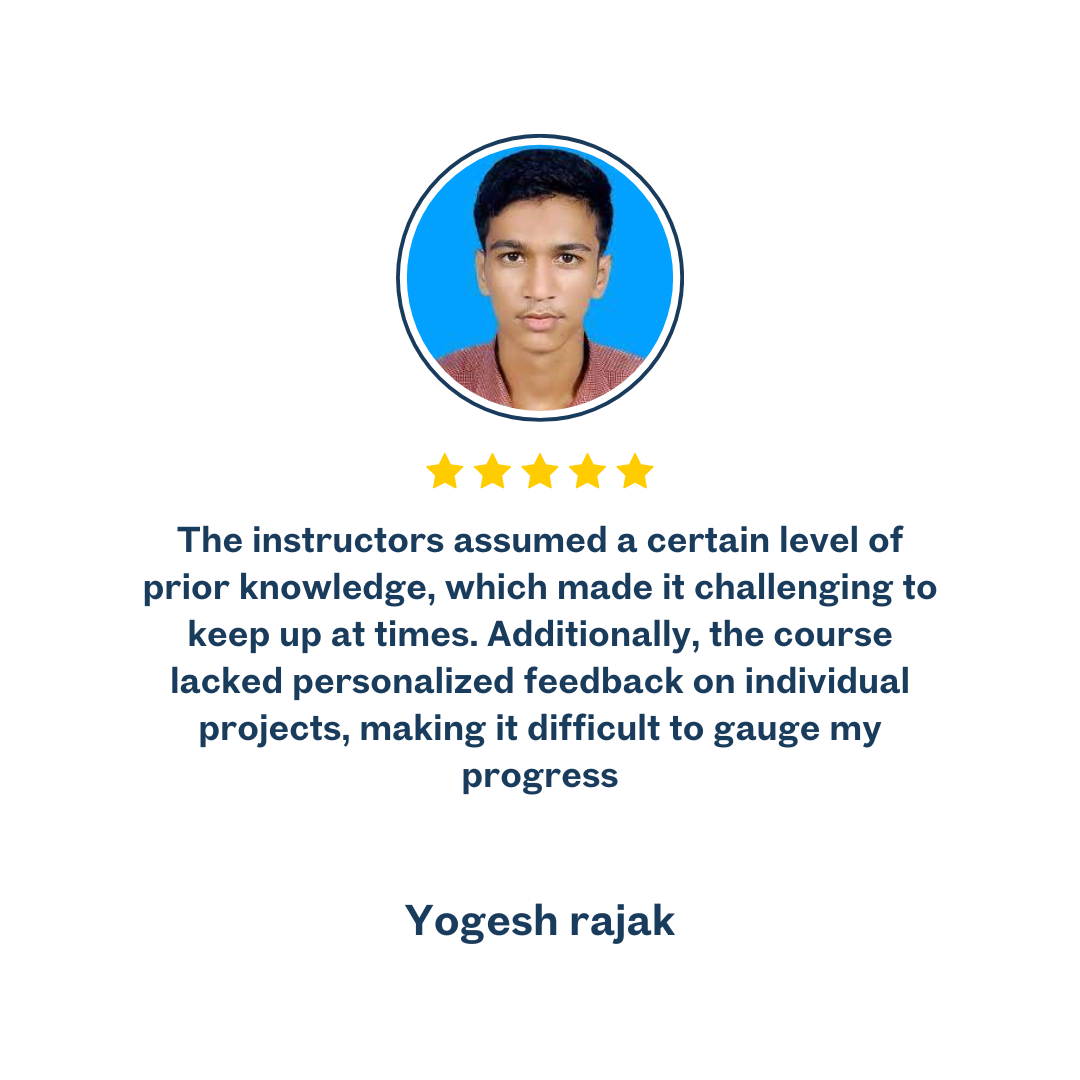 The instructors assumed a certain level of
prior knowledge, which made it challenging to
keep up at times. Additionally, the course
lacked personalized feedback on individual
projects, making it difficult to gauge my
progress
Yogesh rajak